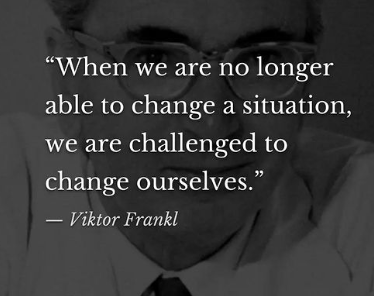 “When we are no longer
able to change a situation,
we are challenged to
change ourselves.”
— Viktor Frankl